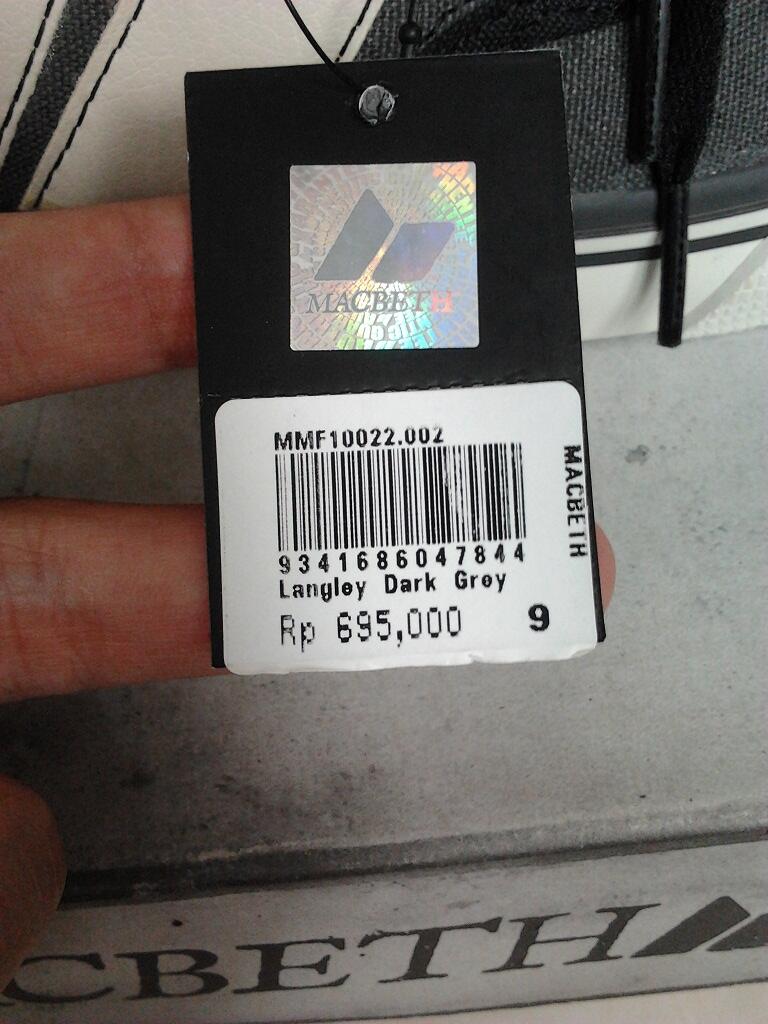 MACBETH
MMF10022.002
MACBETH
9341686047844
Langley Dark Grey
Rp 695,000 9
CBETH